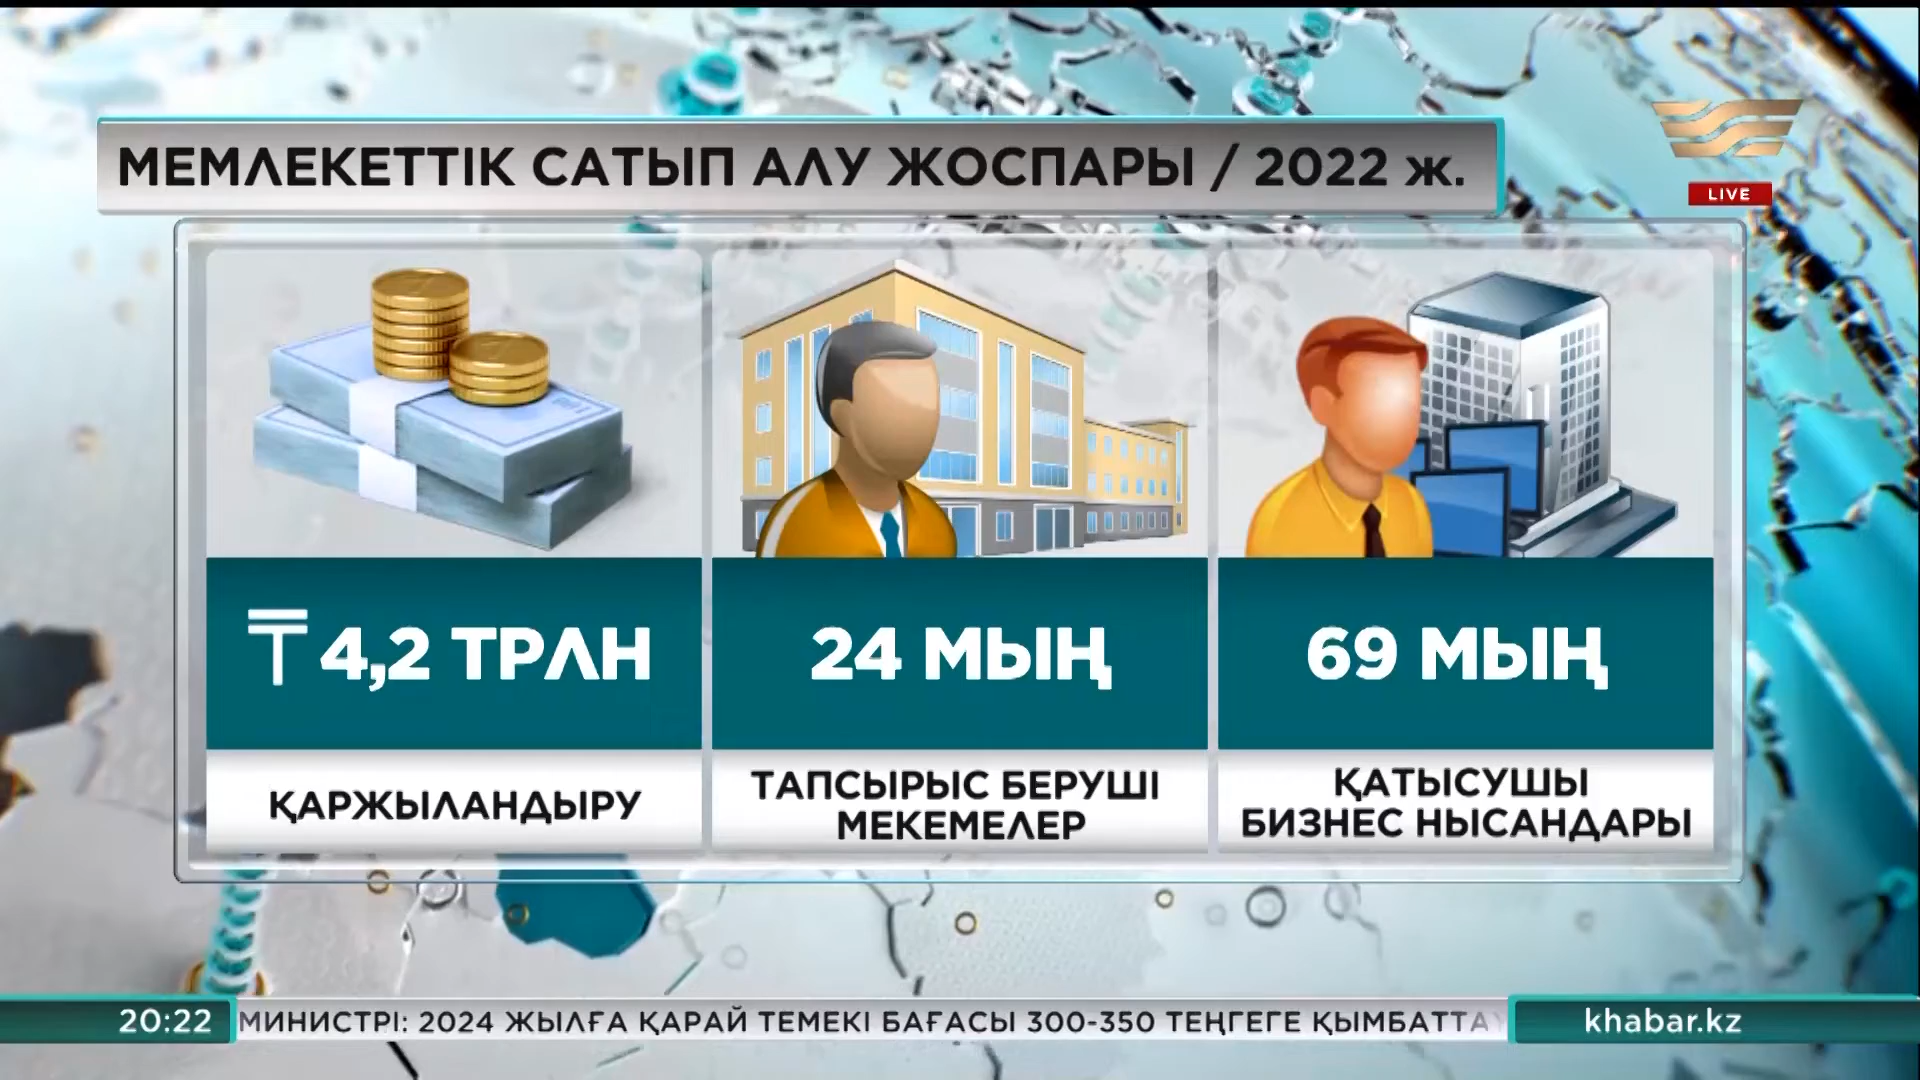 МЕМЛЕКЕТТІК САТЫП АЛУ ЖОСПАРЫ / 2022 ж.
LIVE
₸ 4,2 ТРЛН
24 МЫҢ
69 МЫҢ
ҚАРЖЫЛАНДЫРУ
ТАПСЫРЫС БЕРУШІ
МЕКЕМЕЛЕР
ҚАТЫСУШЫ
БИЗНЕС НЫСАНДАРЫ
20:22
МИНИСТРІ: 2024 ЖЫЛҒА ҚАРАЙ ТЕМЕКІ БАҒАСЫ 300-350 ТЕҢГЕГЕ
khabar.kz